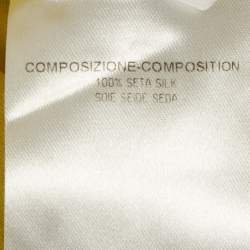 COMPOSIZIONE-COMPOSITION
100% SETA SILK
SOIE SEIDE SEDA